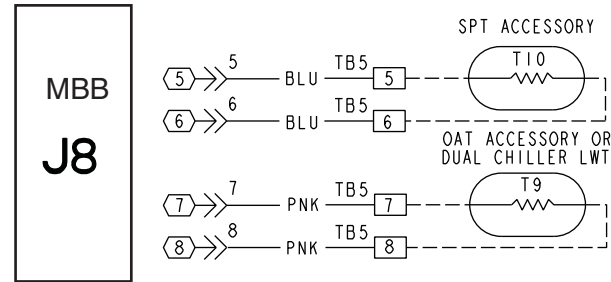 SPT ACCESSORY
MBB
J8
5 5 BLU TB5 5 T10
6 6 BLU TB5 6
OAT ACCESSORY OR
DUAL CHILLER LWT
7 7 PNK TB5 7 T9
8 8 PNK TB5 8